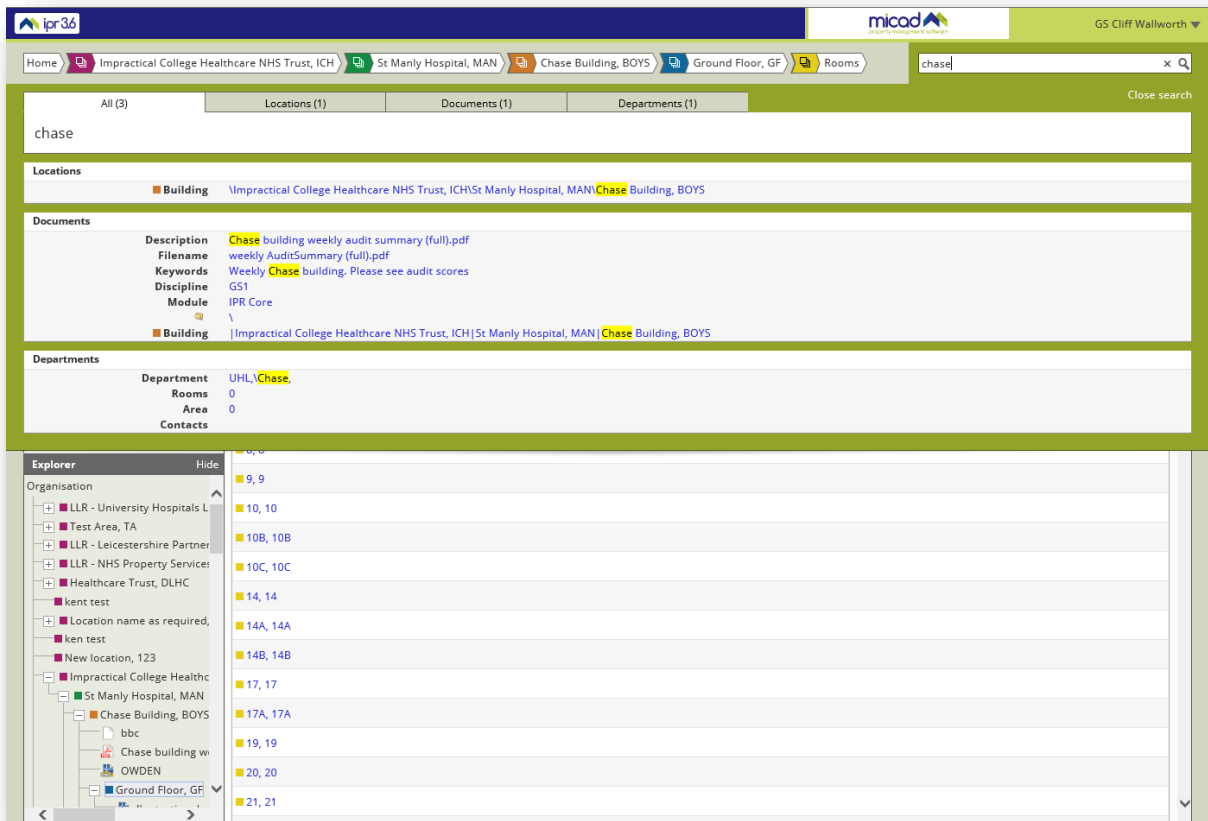 ipr 3.6
micad
property management software
GS Cliff Wallworth
Home Impractical College Healthcare NHS Trust, ICH St Manly Hospital, MAN Chase Building, BOYS Ground Floor, GF Rooms
chase
All (3) Locations (1) Documents (1) Departments (1)
Close search
chase
Locations
Building \Impractical College Healthcare NHS Trust, ICH\St Manly Hospital, MAN\Chase Building, BOYS
Documents
Description Chase building weekly audit summary (full).pdf
Filename weekly AuditSummary (full).pdf
Keywords Weekly Chase building. Please see audit scores
Discipline GS1
Module IPR Core
\
Building |Impractical College Healthcare NHS Trust, ICH|St Manly Hospital, MAN|Chase Building, BOYS
Departments
Department UHL,\Chase,
Rooms 0
Area 0
Contacts
Explorer Hide
Organisation
LLR - University Hospitals L
Test Area, TA
LLR - Leicestershire Partner
LLR - NHS Property Services
Healthcare Trust, DLHC
kent test
Location name as required,
ken test
New location, 123
Impractical College Healthc
St Manly Hospital, MAN
Chase Building, BOYS
bbc
Chase building we
OWDEN
Ground Floor, GF
9, 9
10, 10
10B, 10B
10C, 10C
14, 14
14A, 14A
14B, 14B
17, 17
17A, 17A
19, 19
20, 20
21, 21